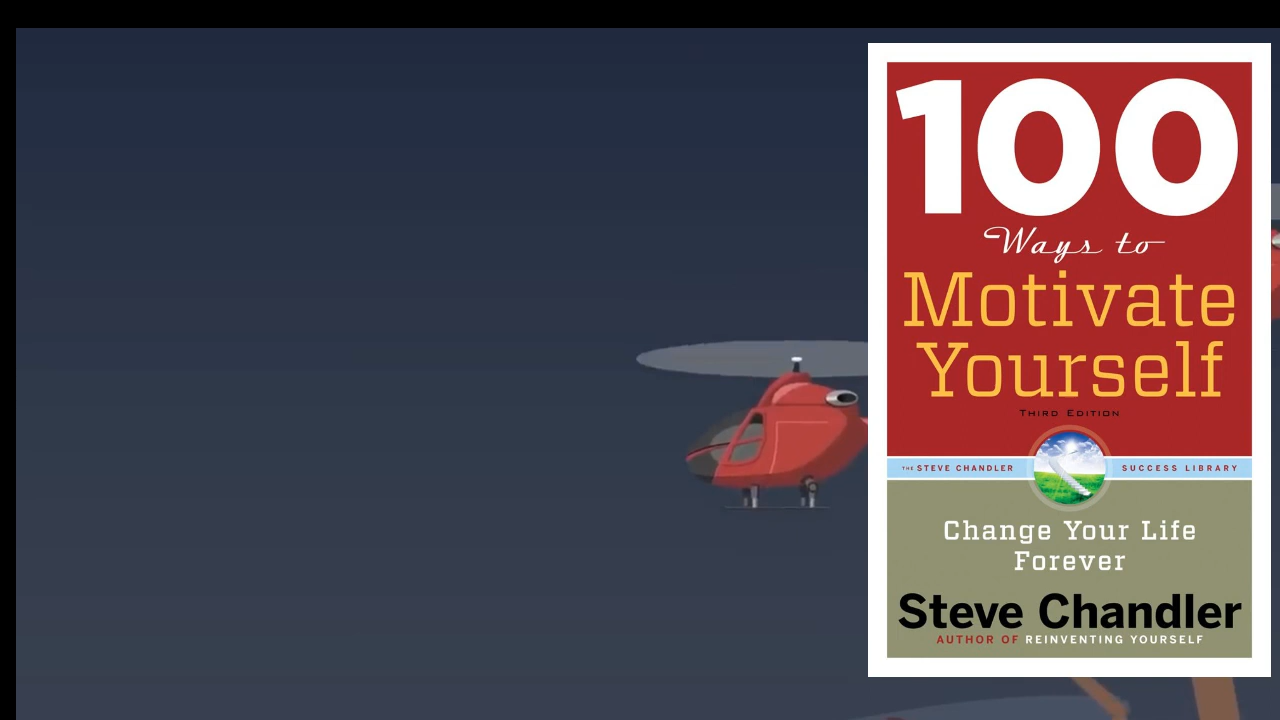 100
Ways to
Motivate
Yourself
THIRD EDITION
THE STEVE CHANDLER SUCCESS LIBRARY
Change Your Life
Forever
Steve Chandler
AUTHOR OF REINVENTING YOURSELF